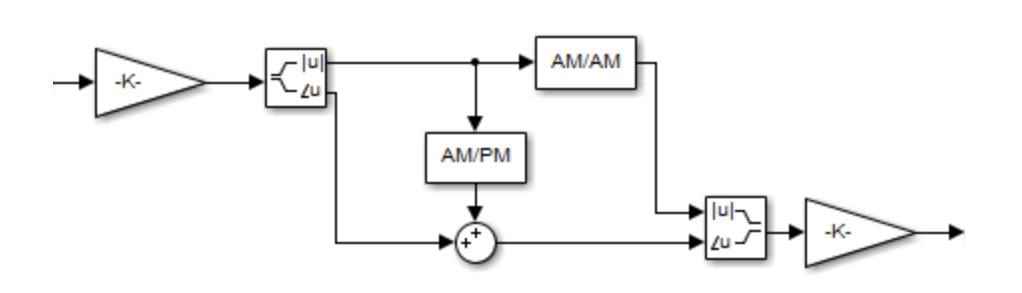 -K-
|u|
∠u
AM/AM
AM/PM
+
+
|u|
∠u
-K-